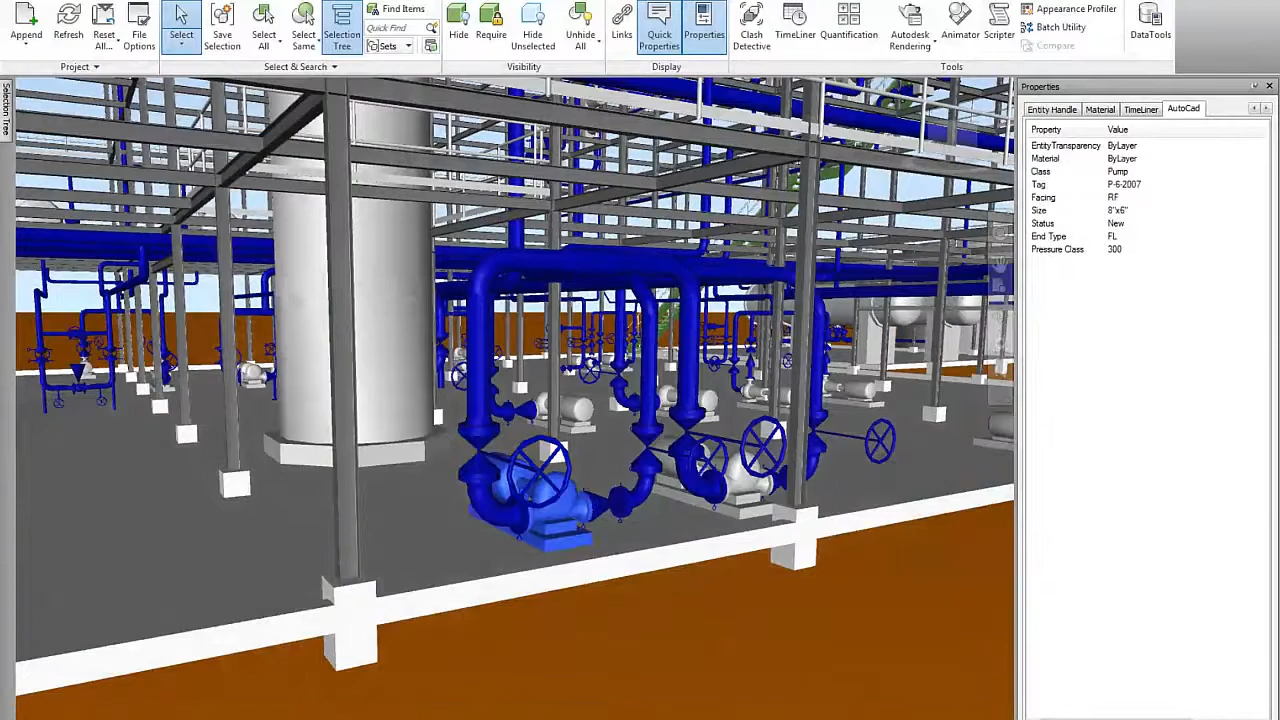 Append
Refresh
Reset All...
File Options
Project
Select
Save Selection
Select All
Select Same
Selection Tree
Find Items
Quick Find
Sets
Select & Search
Hide
Require
Hide Unselected
Unhide All
Visibility
Links
Quick Properties
Properties
Display
Clash Detective
TimeLiner
Quantification
Autodesk Rendering
Animator
Scripter
Appearance Profiler
Batch Utility
Compare
Tools
DataTools
Selection Tree
Properties
Entity Handle Material TimeLiner AutoCad
Property Value
EntityTransparency ByLayer
Material ByLayer
Class Pump
Tag P-6-2007
Facing RF
Size 8"x6"
Status New
End Type FL
Pressure Class 300